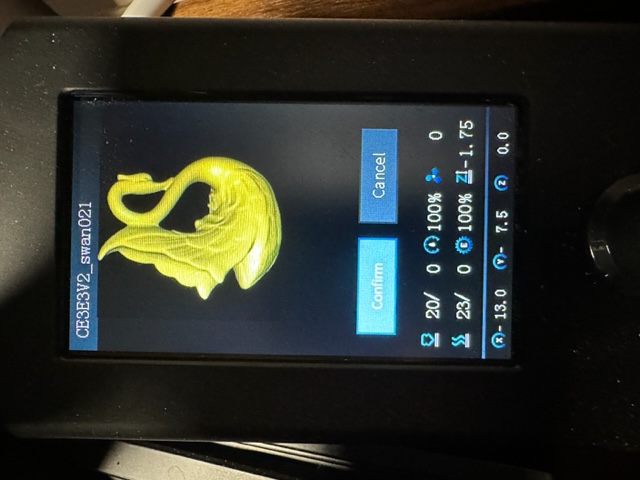 CE3E3V2_swan021
Confirm Cancel
20/ 0 100% 0
23/ 0 E 100% Z -1.75
X - 13.0 Y - 7.5 Z 0.0